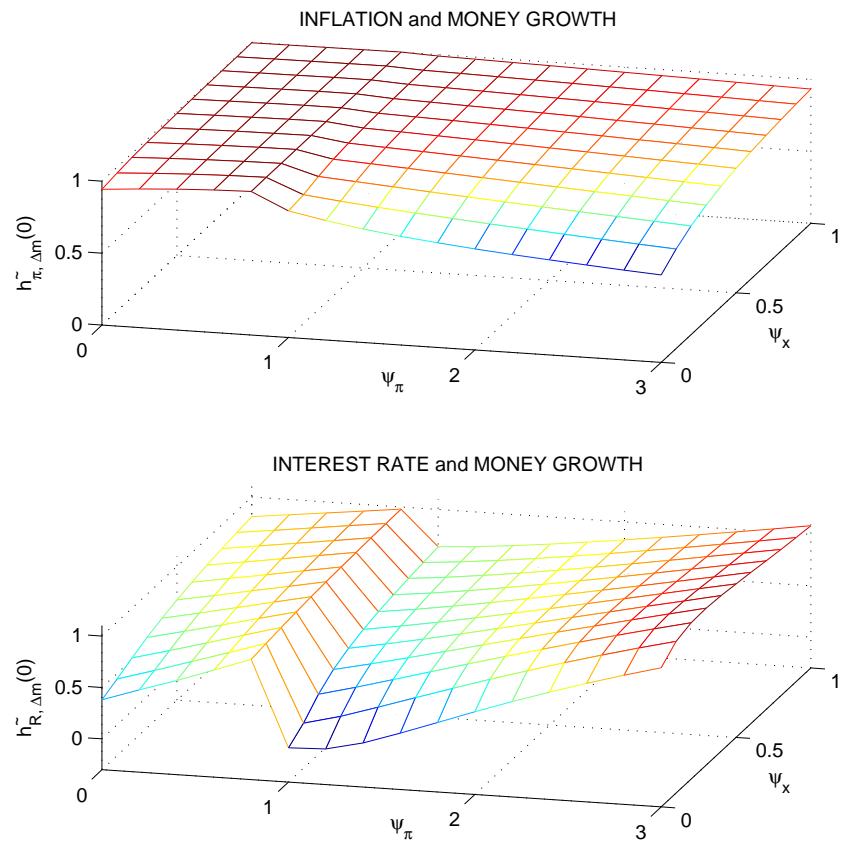 INFLATION and MONEY GROWTH
1
0.5
0
h~π, Δm(0)
0
1
2
3
ψπ
0
0.5
1
ψx
INTEREST RATE and MONEY GROWTH
1
0.5
0
h~R, Δm(0)
0
1
2
3
ψπ
0
0.5
1
ψx